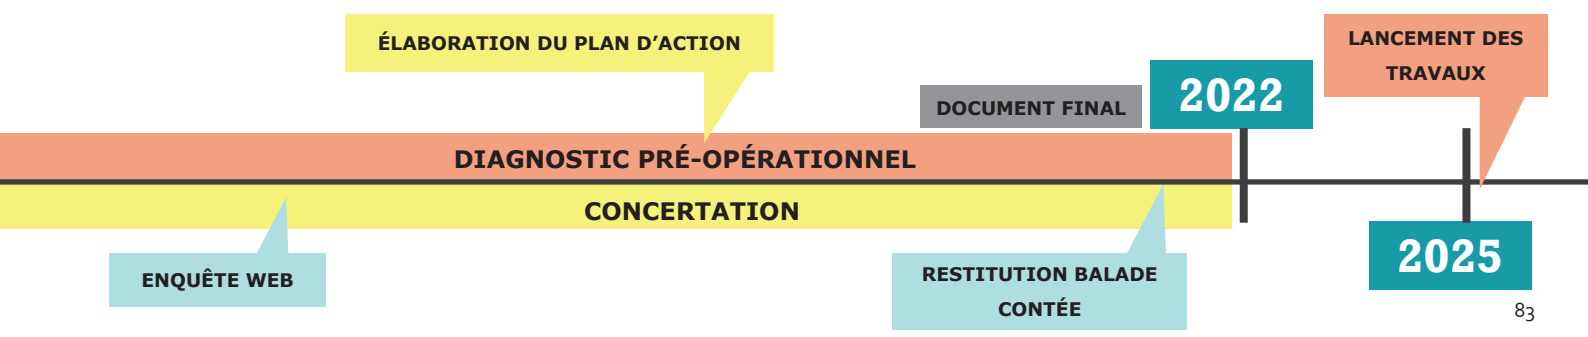 ÉLABORATION DU PLAN D’ACTION
LANCEMENT DES
TRAVAUX
2022
DOCUMENT FINAL
DIAGNOSTIC PRÉ-OPÉRATIONNEL
CONCERTATION
ENQUÊTE WEB
RESTITUTION BALADE
CONTÉE
2025
83